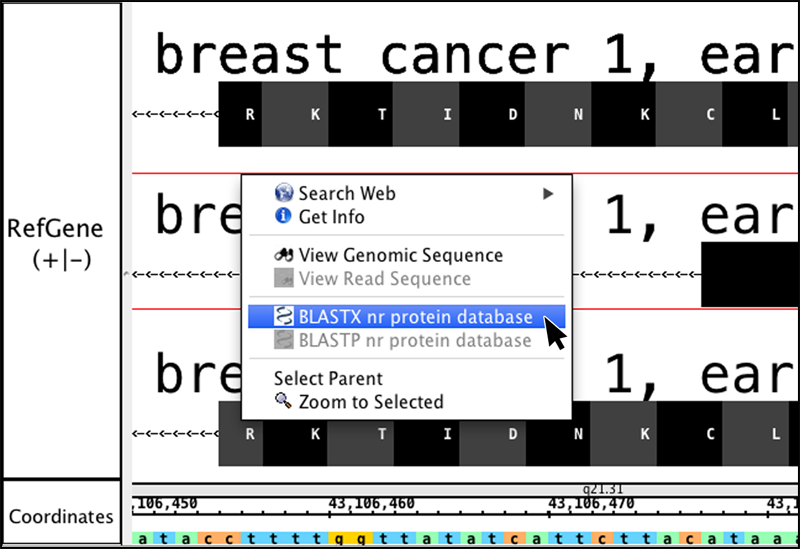 breast cancer 1, ear
R K T I D N K C L
RefGene
(+|-)
bre 1, ear
Search Web
Get Info
View Genomic Sequence
View Read Sequence
BLASTX nr protein database
BLASTP nr protein database
Select Parent
Zoom to Selected
bre 1, ear
R K T I D N K C L
q21.31
,106,450 43,106,460 43,106,470 43,1
Coordinates
a t a c c t t t t g g t t a t a t c a t t c t t a c a t a a a